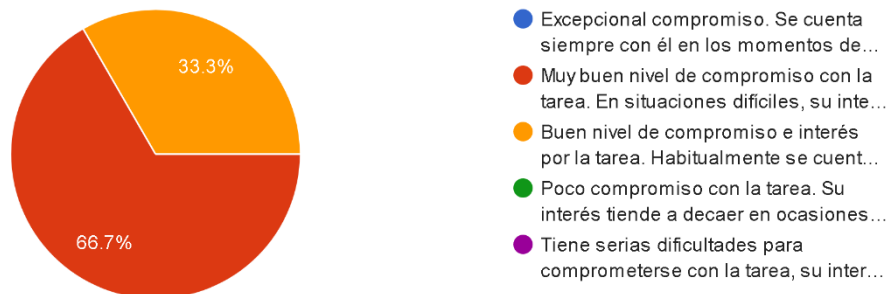 33.3%
66.7%
Excepcional compromiso. Se cuenta
siempre con él en los momentos de...
Muy buen nivel de compromiso con la
tarea. En situaciones difíciles, su inte...
Buen nivel de compromiso e interés
por la tarea. Habitualmente se cuent...
Poco compromiso con la tarea. Su
interés tiende a decaer en ocasiones...
Tiene serias dificultades para
comprometerse con la tarea, su inter...